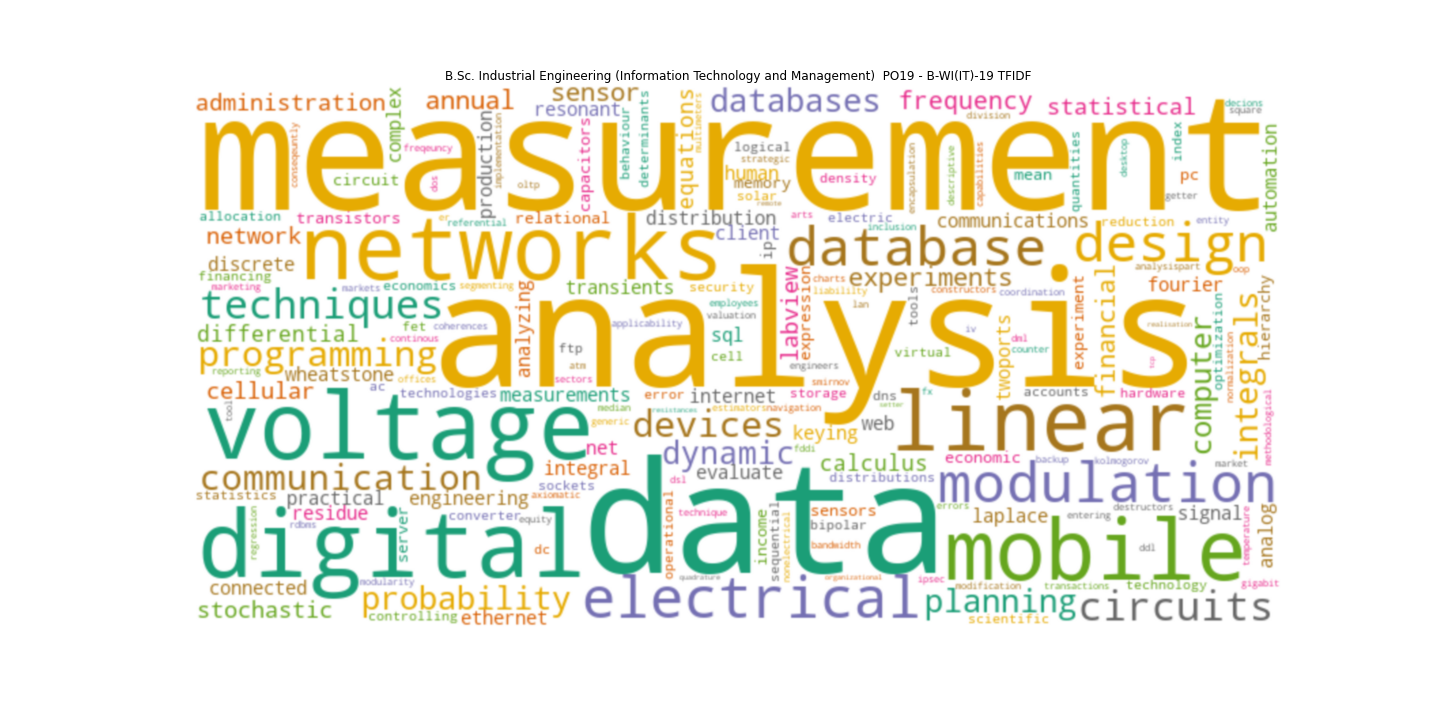 B.Sc. Industrial Engineering (Information Technology and Management)  PO19 - B-WI(IT)-19 TFIDF
administration
complex
annual
sensor
resonant
determinants
equations
multimeters
databases
frequency
division
statistical
decions
square
measurement
consequently
freqeuncy
circuit
dos
production
implementation
oltp
capacitors
behaviour
logical
strategic
human
memory
solar
remote
density
encapsulation
descriptive
capabilities
mean
quantities
desktop
index
pc
getter
automation
allocation
transistors
er
referential
relational
distribution
arts
electric
inclusion
communications
reduction
entity
network
networks
client
ip
database
design
discrete
financing
experiments
analysispart
oop
marketing
markets
economics
segmenting
transients
security
labview
expression
charts
liability
constructors
coordination
fourier
techniques
analyzing
employees
valuation
tools
lan
experiment
financial
optimization
hierarchy
differential
continous
fet
coherences
applicability
sql
analysis
iv
dml
counter
realisation
programming
reporting
wheatstone
offices
ftp
atm
sectors
cell
engineers
smirnov
virtual
twoports
tcp
computer
normalization
integrals
cellular
tool
ac
technologies
measurements
error
internet
storage
dns
setter
fx
accounts
hardware
methodological
voltage
median
generic
resistances
estimators
navigation
devices
keying
web
linear
net
dynamic
fddi
calculus
economic
backup
kolmogorov
market
communication
integral
evaluate
distributions
modulation
statistics
practical
engineering
sockets
axiomatic
dsl
data
residue
converter
equity
technique
sensors
errors
laplace
entering
destructors
signal
regression
rdbms
server
digital
dc
operational
income
sequential
nonelectrical
bipolar
bandwidth
mobile
ddl
temperature
analog
connected
modularity
quadrature
organizational
ipsec
modification
transactions
technology
gigabit
stochastic
probability
controlling
ethernet
electrical
planning
scientific
circuits